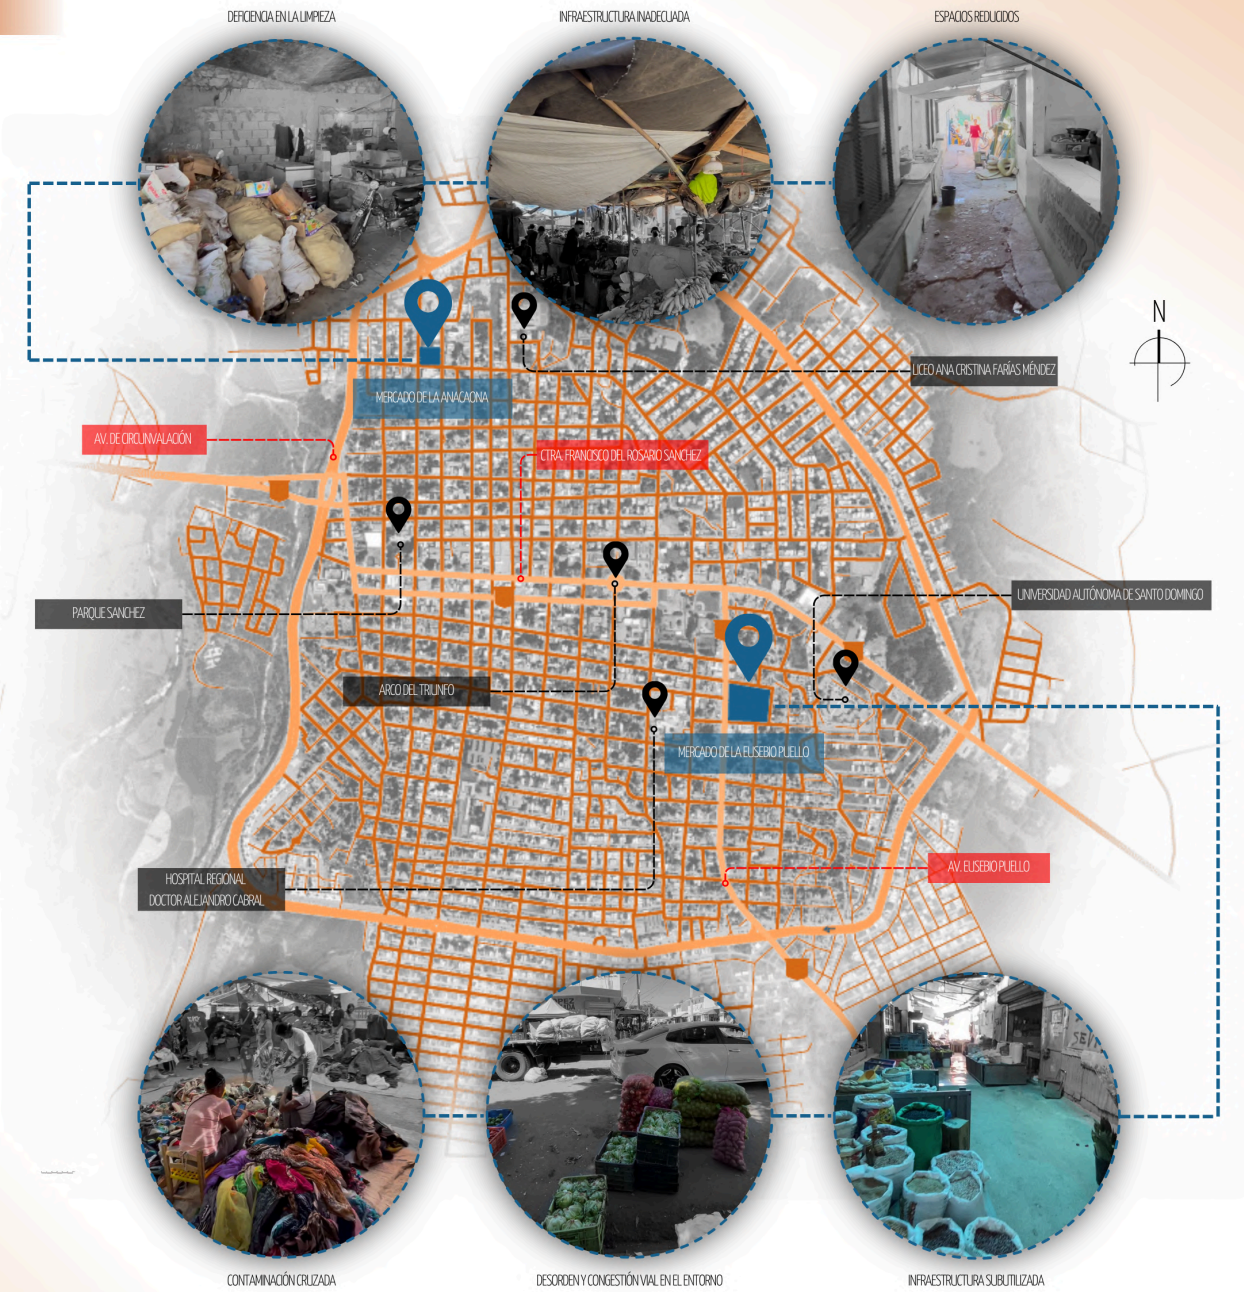 DEFICIENCIA EN LA LIMPIEZA
INFRAESTRUCTURA INADECUADA
ESPACIOS REDUCIDOS
N
LICEO ANA CRISTINA FARÍAS MÉNDEZ
MERCADO DE LA ANACAONA
AV. DE CIRCUNVALACIÓN
CTRA. FRANCISCO DEL ROSARIO SANCHEZ
UNIVERSIDAD AUTÓNOMA DE SANTO DOMINGO
PARQUE SANCHEZ
ARCO DEL TRIUNFO
MERCADO DE LA EUSEBIO PUELLO
AV. EUSEBIO PUELLO
HOSPITAL REGIONAL
DOCTOR ALEJANDRO CABRAL
CONTAMINACIÓN CRUZADA
DESORDEN Y CONGESTIÓN VIAL EN EL ENTORNO
INFRAESTRUCTURA SUBUTILIZADA